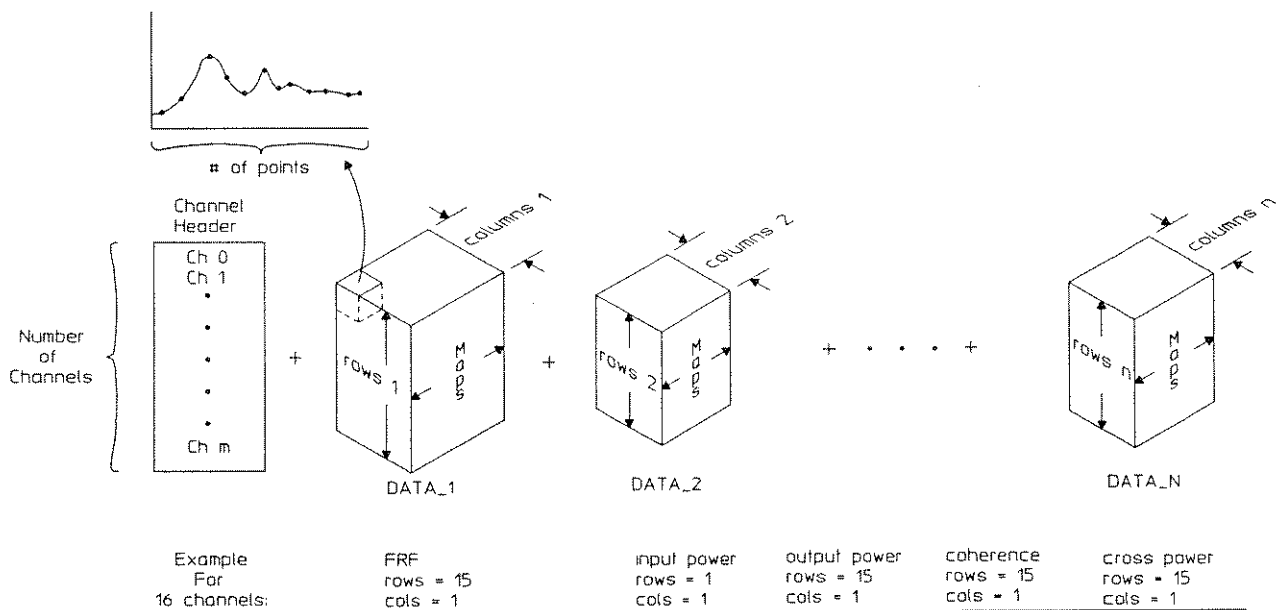 # of points
Channel
Header
Ch 0
Ch 1
Ch m
Number
of
Channels
+
rows 1
Maps
columns 1
DATA_1
+
rows 2
Maps
columns 2
DATA_2
+ . . . . +
rows n
Maps
columns n
DATA_N
Example
For
16 channels:
FRF
rows = 15
cols = 1
input power
rows = 1
cols = 1
output power
rows = 15
cols = 1
coherence
rows = 15
cols = 1
cross power
rows = 15
cols = 1